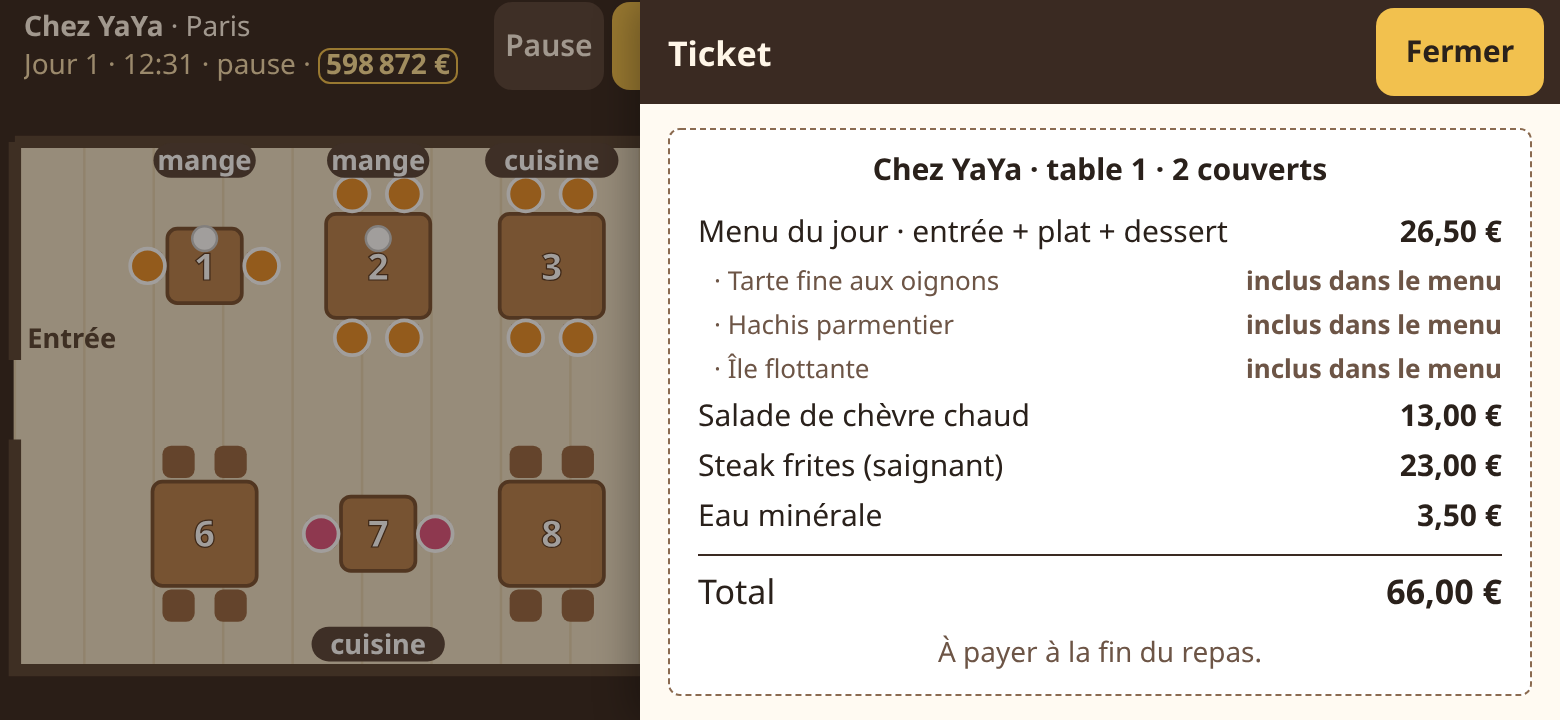 Chez YaYa · Paris
Jour 1 · 12:31 · pause · 598 872 €
Pause
mange
mange
cuisine
1
2
3
Entrée
6
7
8
cuisine
Ticket
Fermer
Chez YaYa · table 1 · 2 couverts
Menu du jour · entrée + plat + dessert 26,50 €
· Tarte fine aux oignons inclus dans le menu
· Hachis parmentier inclus dans le menu
· Île flottante inclus dans le menu
Salade de chèvre chaud 13,00 €
Steak frites (saignant) 23,00 €
Eau minérale 3,50 €
Total 66,00 €
À payer à la fin du repas.